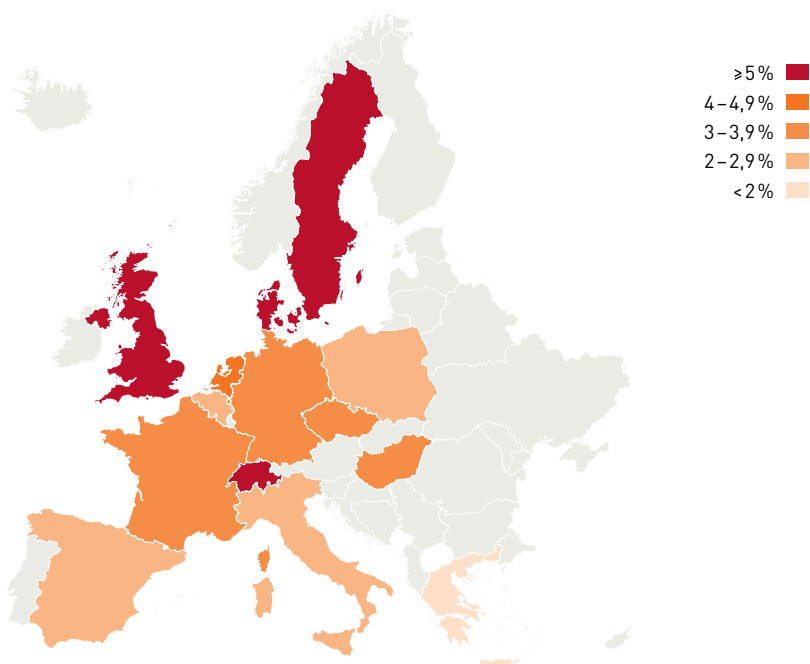 ≥5 %
4 – 4,9 %
3 – 3,9 %
2 – 2,9 %
< 2 %